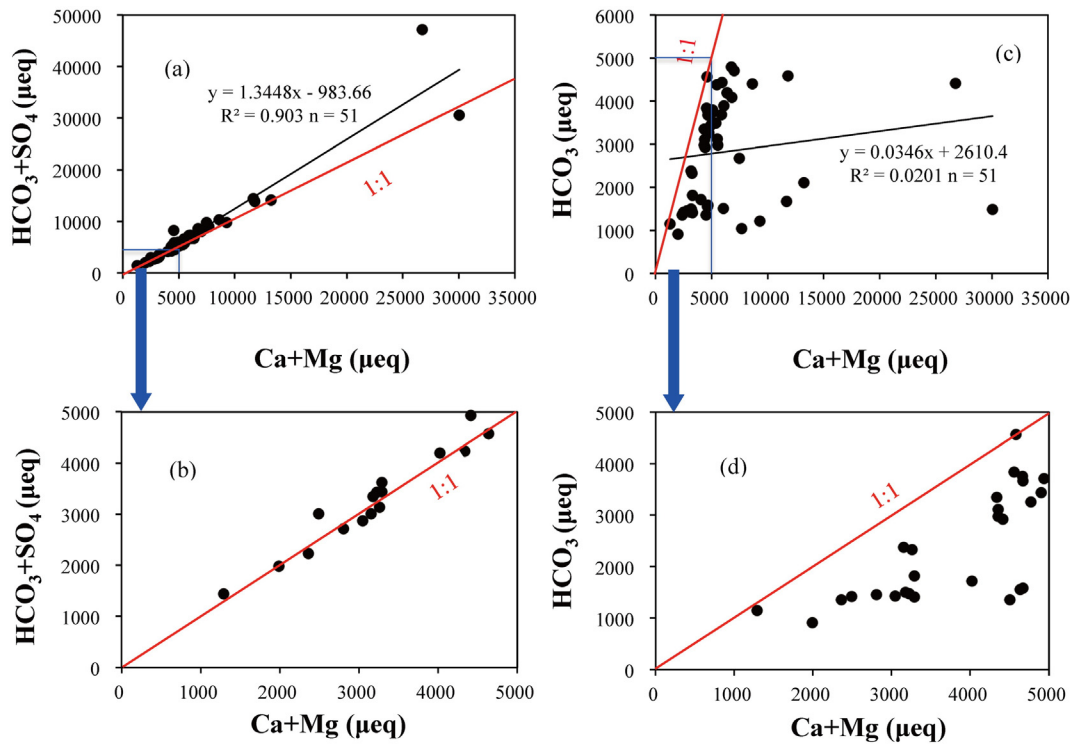 HCO₃+SO₄ (μeq)
50000
40000
30000
20000
10000
0
(a)
y = 1.3448x - 983.66
R² = 0.903 n = 51
1:1
0 5000 10000 15000 20000 25000 30000 35000
Ca+Mg (μeq)
HCO₃ (μeq)
6000
5000
4000
3000
2000
1000
0
1:1
(c)
y = 0.0346x + 2610.4
R² = 0.0201 n = 51
0 5000 10000 15000 20000 25000 30000 35000
Ca+Mg (μeq)
HCO₃+SO₄ (μeq)
5000
4000
3000
2000
1000
0
(b)
1:1
0 1000 2000 3000 4000 5000
Ca+Mg (μeq)
HCO₃ (μeq)
5000
4000
3000
2000
1000
0
(d)
1:1
0 1000 2000 3000 4000 5000
Ca+Mg (μeq)